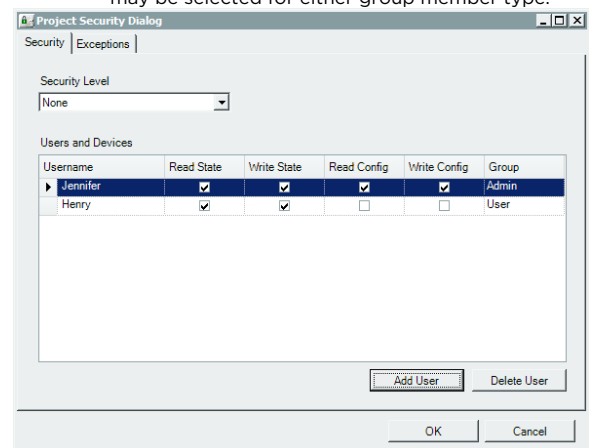 may be selected for either group member type.
Project Security Dialog
Security Exceptions
Security Level
None
Users and Devices
Username Read State Write State Read Config Write Config Group
Jennifer Admin
Henry User
Add User Delete User
OK Cancel